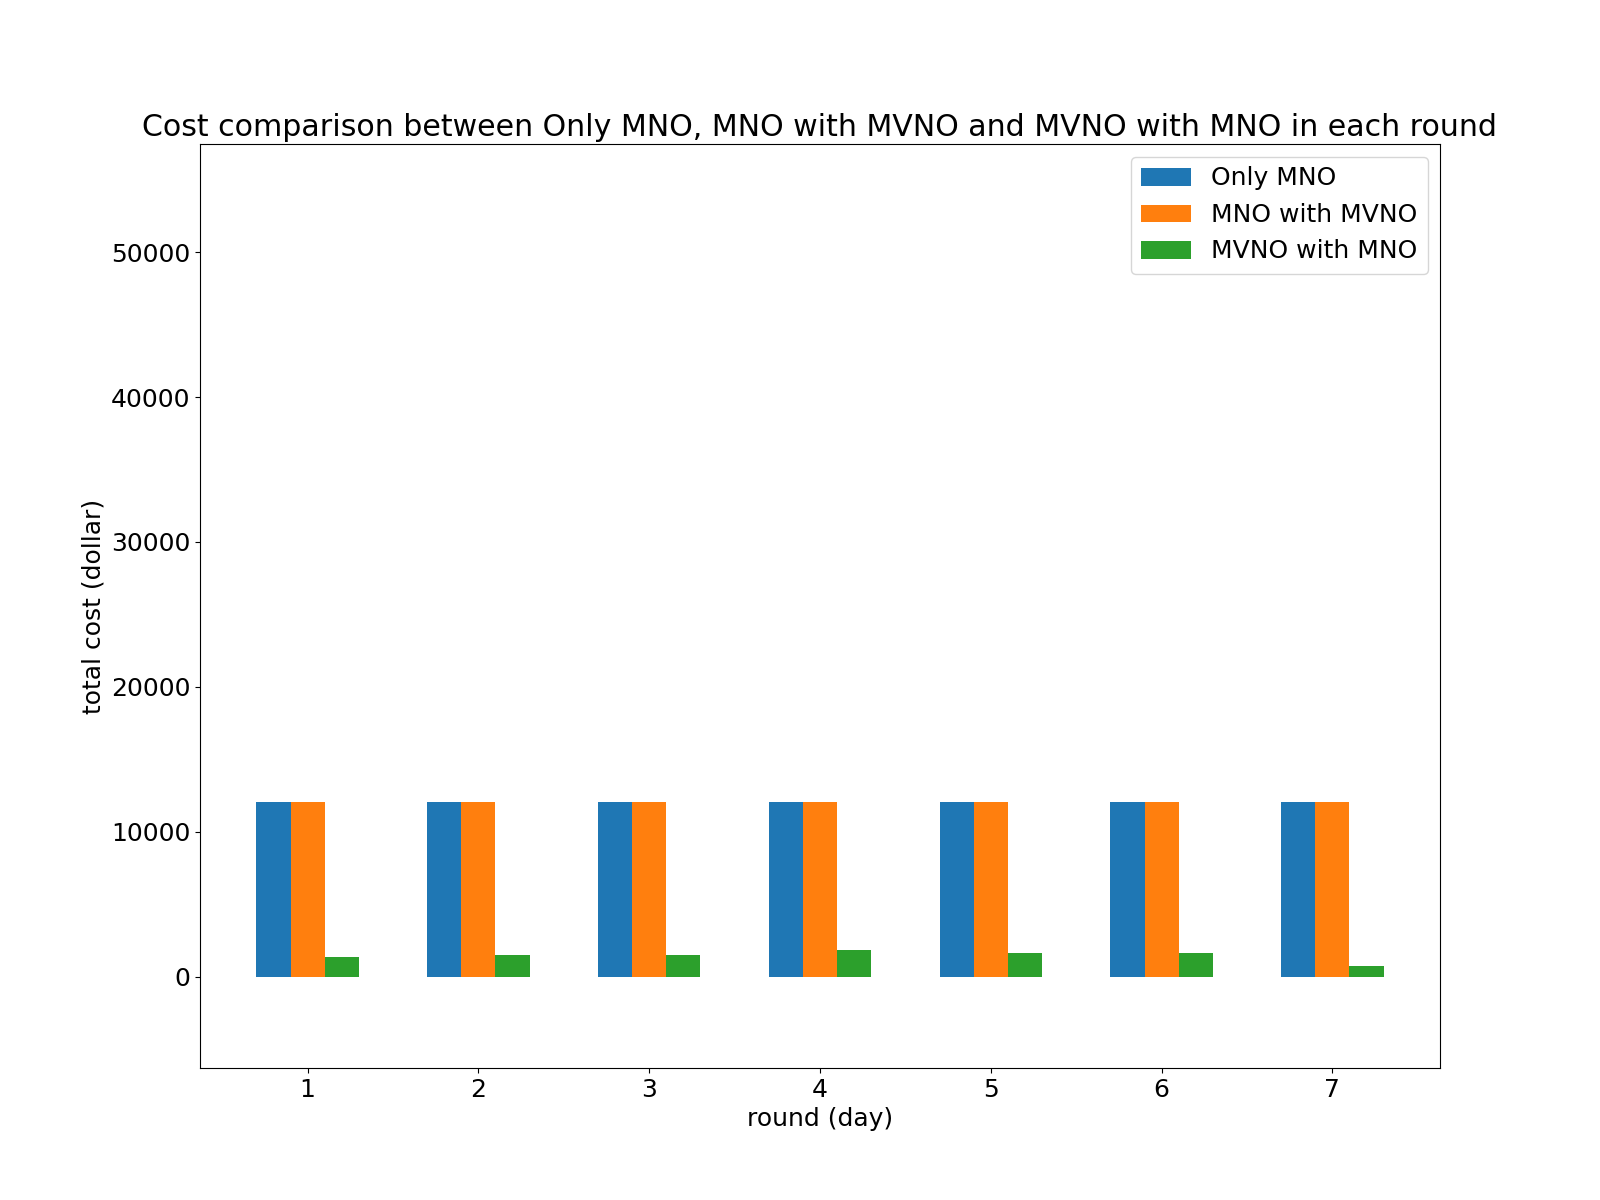 Cost comparison between Only MNO, MNO with MVNO and MVNO with MNO in each round
Only MNO
MNO with MVNO
MVNO with MNO
total cost (dollar)
50000
40000
30000
20000
10000
0
1 2 3 4 5 6 7
round (day)